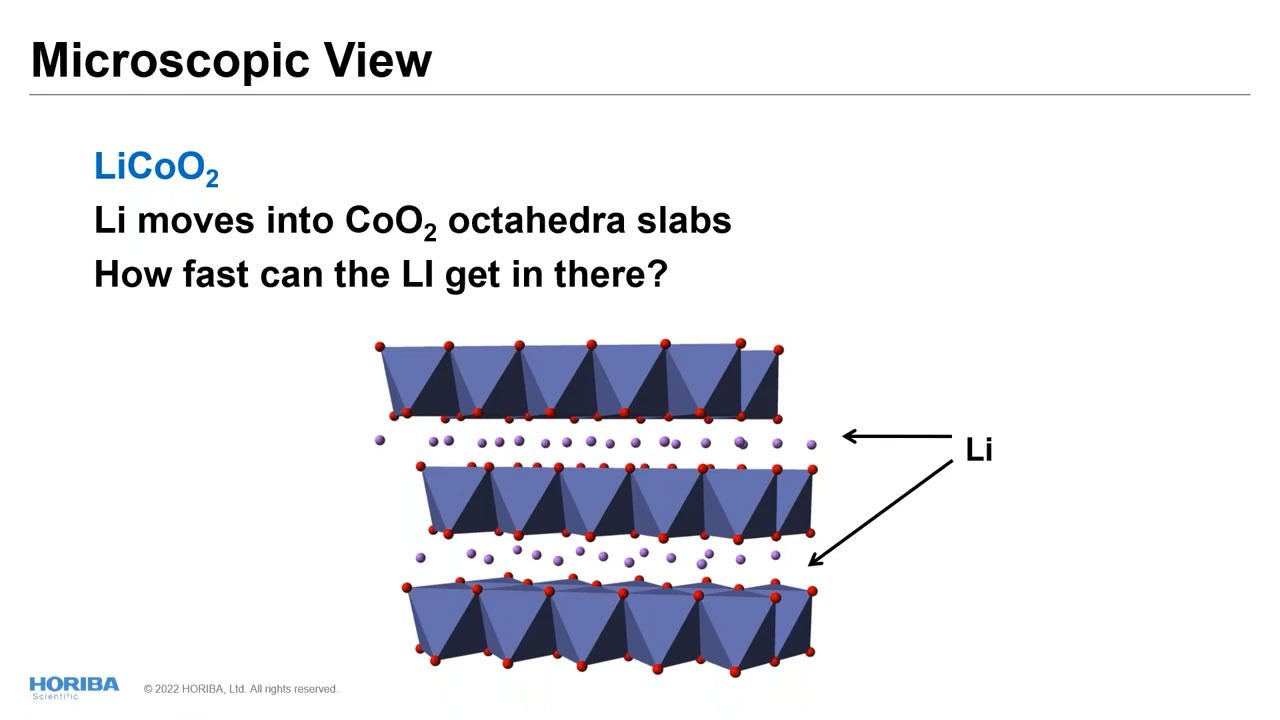 Microscopic View
LiCoO₂
Li moves into CoO₂ octahedra slabs
How fast can the LI get in there?
Li
HORIBA
Scientific
© 2022 HORIBA, Ltd. All rights reserved.